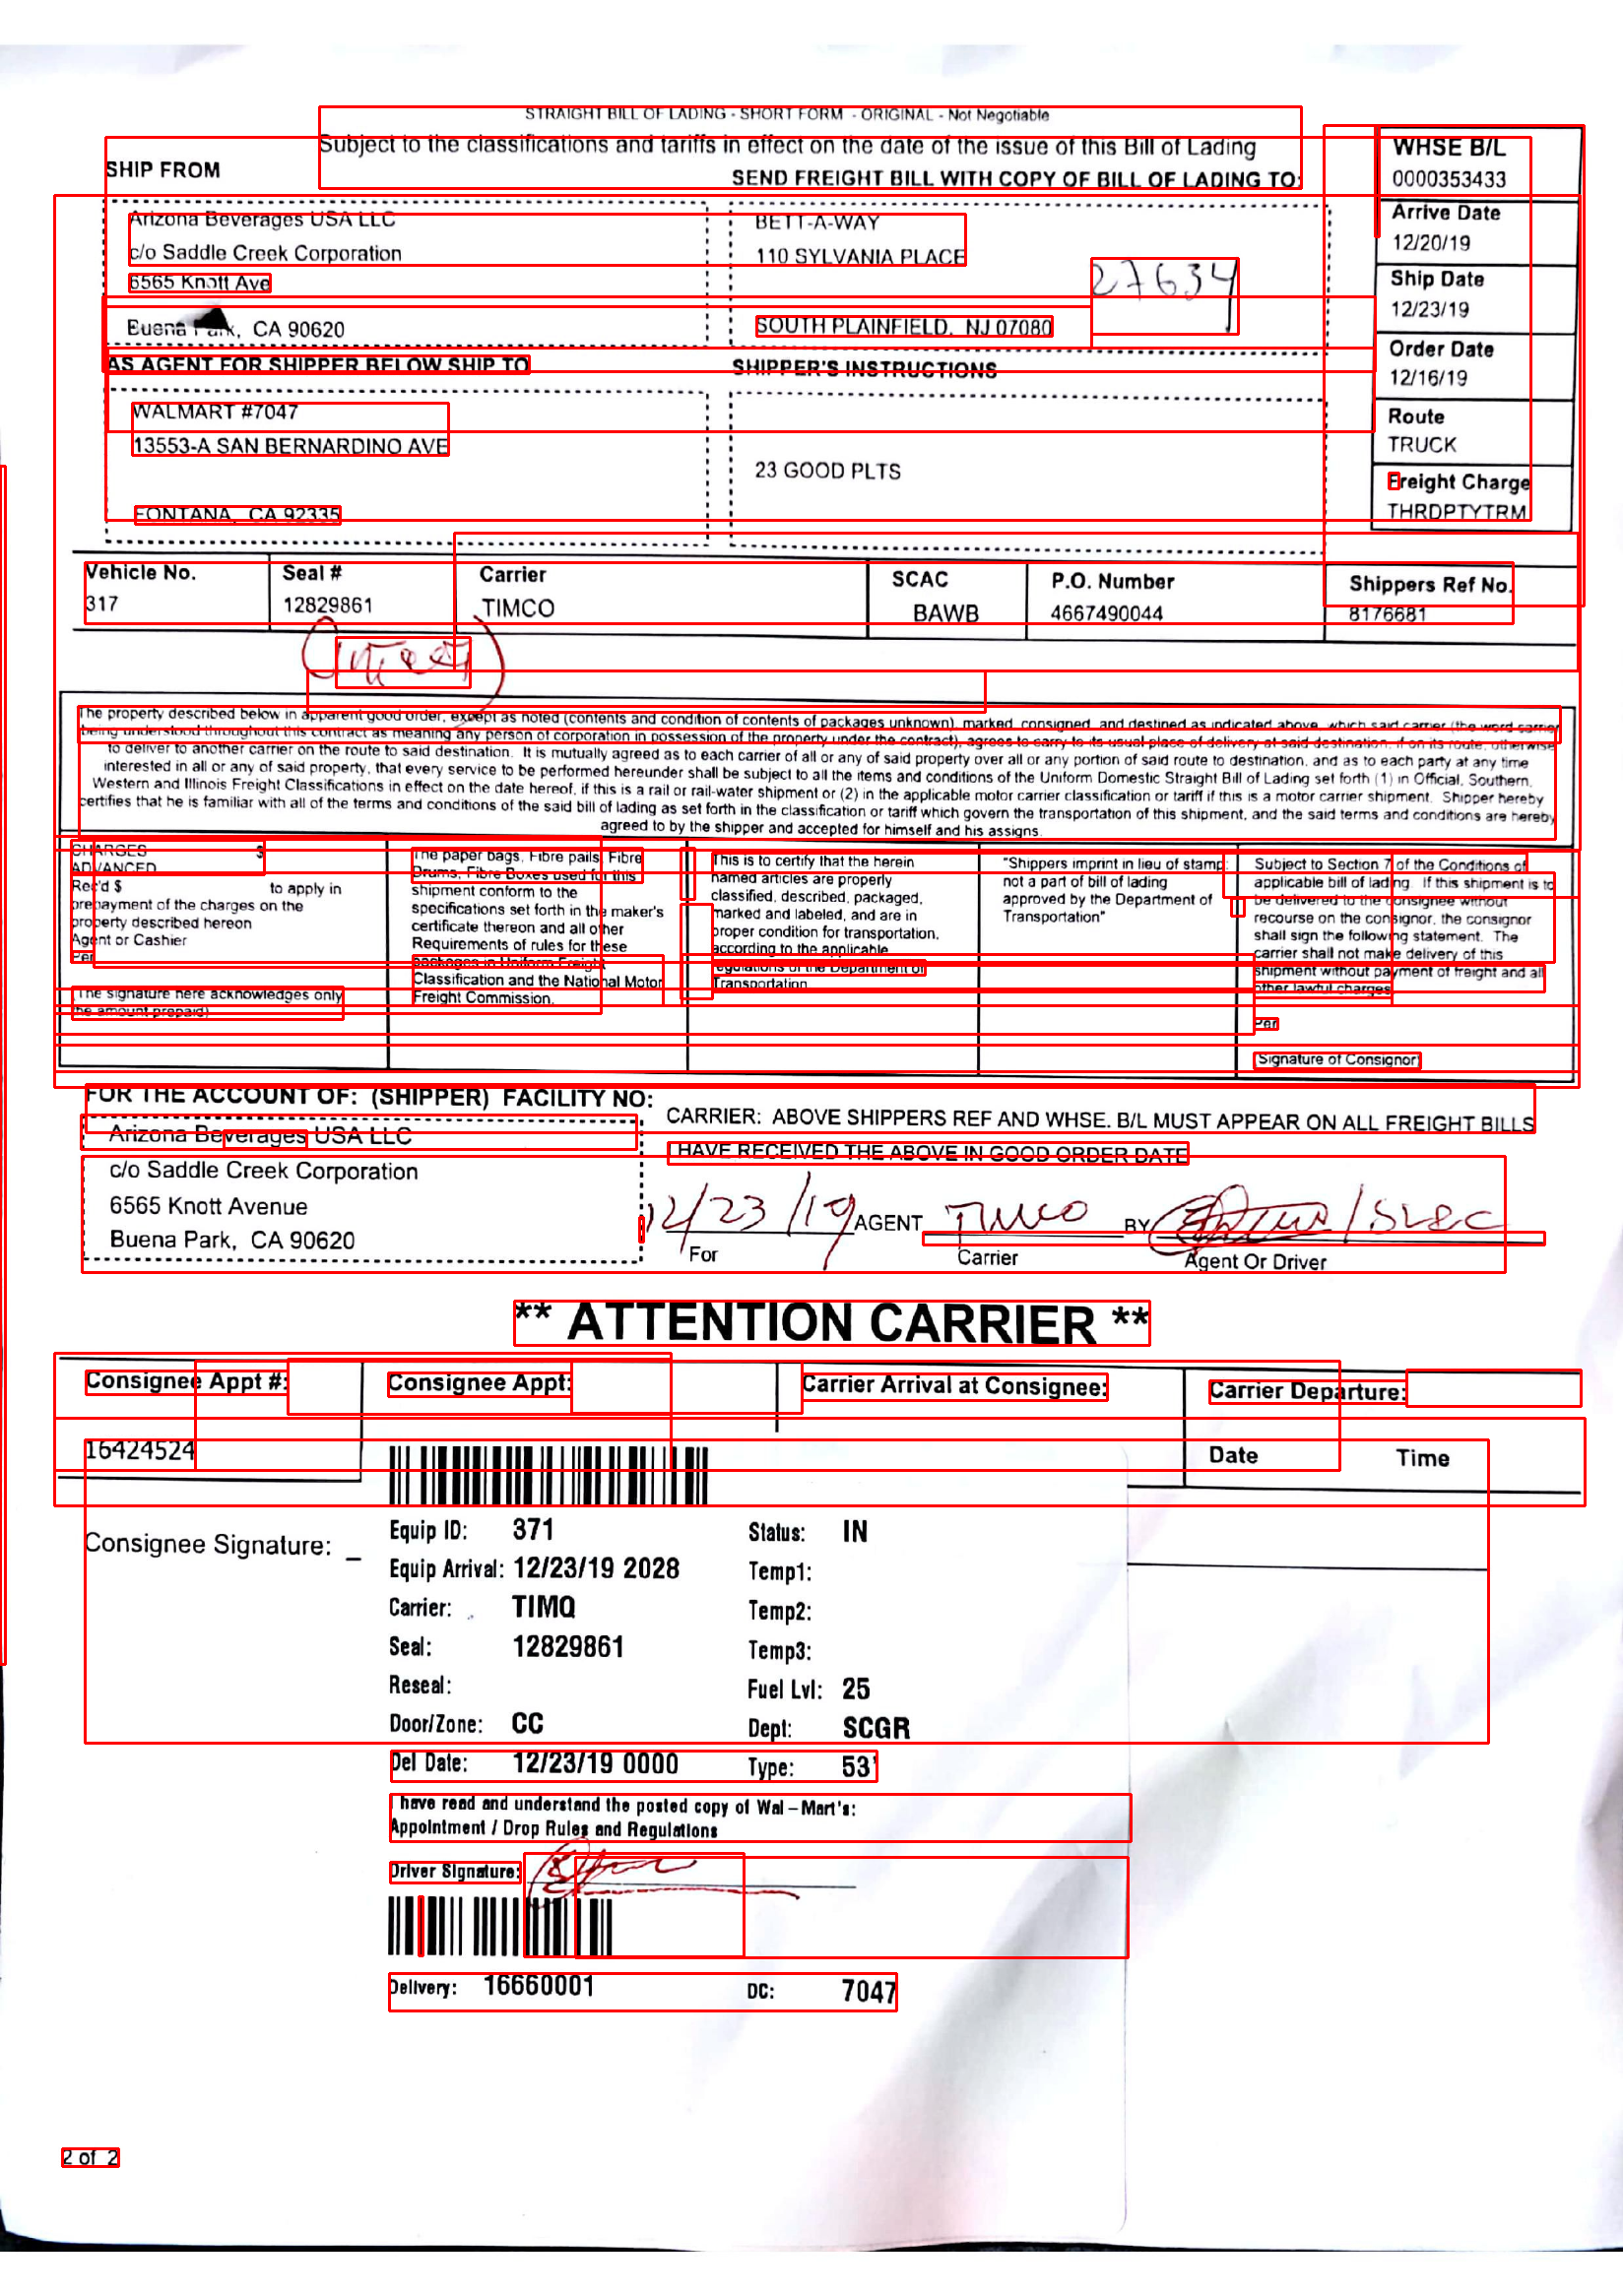 STRAIGHT BILL OF LADING - SHORT FORM - ORIGINAL - Not Negotiable
Subject to the classifications and tariffs in effect on the date of the issue of this Bill of Lading
SHIP FROM
SEND FREIGHT BILL WITH COPY OF BILL OF LADING TO:
Arizona Beverages USA LLC
c/o Saddle Creek Corporation
6565 Knott Ave
Buena Park, CA 90620
BETT-A-WAY
110 SYLVANIA PLACE
27634
SOUTH PLAINFIELD, NJ 07080
WHSE B/L
0000353433
Arrive Date
12/20/19
Ship Date
12/23/19
Order Date
12/16/19
Route
TRUCK
Freight Charge
THRDPTYTRM
AS AGENT FOR SHIPPER BELOW SHIP TO
WALMART #7047
13553-A SAN BERNARDINO AVE
FONTANA, CA 92335
SHIPPER'S INSTRUCTIONS
23 GOOD PLTS
Vehicle No.
317
Seal #
12829861
Carrier
TIMCO
SCAC
BAWB
P.O. Number
4667490044
Shippers Ref No.
8176681
The property described below in apparent good order, except as noted (contents and condition of contents of packages unknown), marked, consigned, and destined as indicated above, which said carrier (the word carrier
being understood throughout this contract as meaning any person of corporation in possession of the property under the contract), agrees to carry to its usual place of delivery at said destination, if on its route, otherwise
to deliver to another carrier on the route to said destination. It is mutually agreed as to each carrier of all or any of said property over all or any portion of said route to destination, and as to each party at any time
interested in all or any of said property, that every service to be performed hereunder shall be subject to all the items and conditions of the Uniform Domestic Straight Bill of Lading set forth (1) in Official, Southern,
Western and Illinois Freight Classifications in effect on the date hereof, if this is a rail or rail-water shipment or (2) in the applicable motor carrier classification or tariff if this is a motor carrier shipment. Shipper hereby
certifies that he is familiar with all of the terms and conditions of the said bill of lading as set forth in the classification or tariff which govern the transportation of this shipment, and the said terms and conditions are hereby
agreed to by the shipper and accepted for himself and his assigns.
CHARGES $
ADVANCED
Rec'd $ to apply in
prepayment of the charges on the
property described hereon
Agent or Cashier
Per
(The signature here acknowledges only
the amount prepaid)
The paper bags, Fibre pails, Fibre
Drums, Fibre Boxes used for this
shipment conform to the
specifications set forth in the maker's
certificate thereon and all other
Requirements of rules for these
packages in Uniform Freight
Classification and the National Motor
Freight Commission.
This is to certify that the herein
named articles are properly
classified, described, packaged,
marked and labeled, and are in
proper condition for transportation,
according to the applicable
regulations of the Department of
Transportation
"Shippers imprint in lieu of stamp;
not a part of bill of lading
approved by the Department of
Transportation"
Subject to Section 7 of the Conditions of
applicable bill of lading. If this shipment is to
be delivered to the consignee without
recourse on the consignor, the consignor
shall sign the following statement. The
carrier shall not make delivery of this
shipment without payment of freight and all
other lawful charges
Per
(Signature of Consignor)
FOR THE ACCOUNT OF: (SHIPPER) FACILITY NO:
CARRIER: ABOVE SHIPPERS REF AND WHSE. B/L MUST APPEAR ON ALL FREIGHT BILLS
Arizona Beverages USA LLC
c/o Saddle Creek Corporation
6565 Knott Avenue
Buena Park, CA 90620
HAVE RECEIVED THE ABOVE IN GOOD ORDER DATE
12/23/19 AGENT TIMCO BY
For Carrier Agent Or Driver
** ATTENTION CARRIER **
Consignee Appt #:
Consignee Appt:
Carrier Arrival at Consignee:
Carrier Departure:
16424524
Date Time
Consignee Signature: _
Equip ID: 371 Status: IN
Equip Arrival: 12/23/19 2028 Temp1:
Carrier: TIMQ Temp2:
Seal: 12829861 Temp3:
Reseal: Fuel Lvl: 25
Door/Zone: CC Dept: SCGR
Del Date: 12/23/19 0000 Type: 53'
I have read and understand the posted copy of Wal-Mart's:
Appointment / Drop Rules and Regulations
Driver Signature:
Delivery: 16660001 DC: 7047
2 of 2